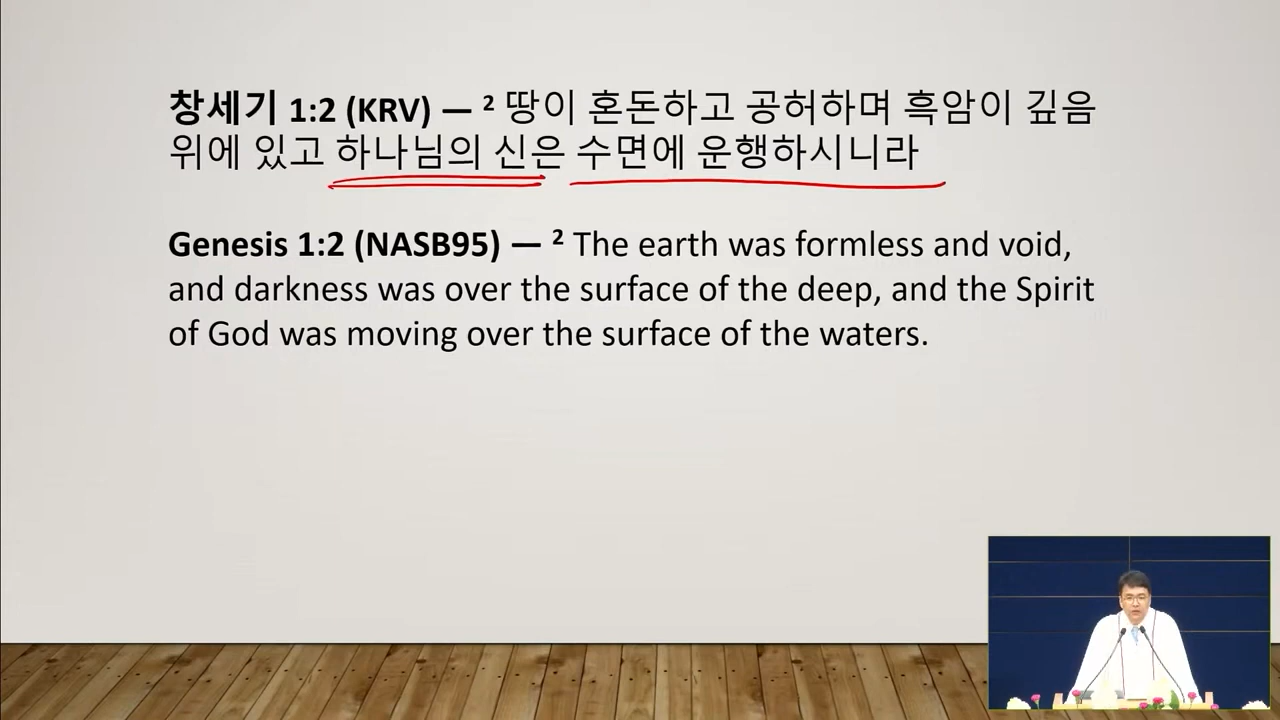 창세기 1:2 (KRV) — ² 땅이 혼돈하고 공허하며 흑암이 깊음
위에 있고 하나님의 신은 수면에 운행하시니라
Genesis 1:2 (NASB95) — ² The earth was formless and void,
and darkness was over the surface of the deep, and the Spirit
of God was moving over the surface of the waters.